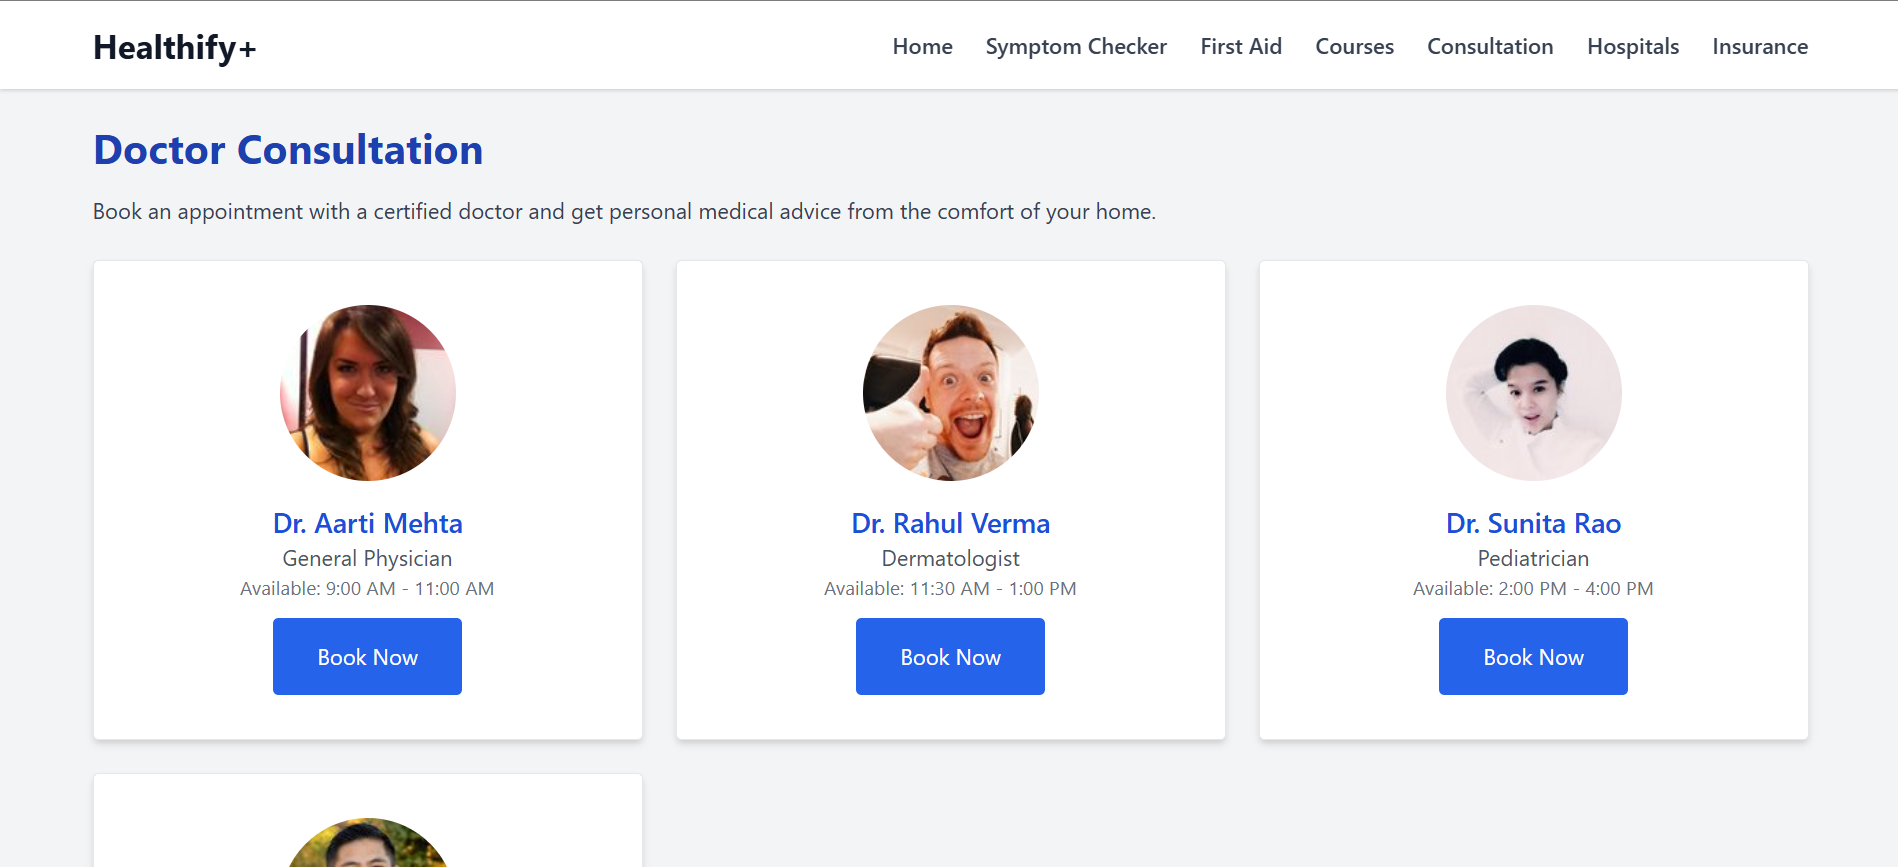 Healthify+
Home Symptom Checker First Aid Courses Consultation Hospitals Insurance
Doctor Consultation
Book an appointment with a certified doctor and get personal medical advice from the comfort of your home.
Dr. Aarti Mehta
General Physician
Available: 9:00 AM - 11:00 AM
Book Now
Dr. Rahul Verma
Dermatologist
Available: 11:30 AM - 1:00 PM
Book Now
Dr. Sunita Rao
Pediatrician
Available: 2:00 PM - 4:00 PM
Book Now